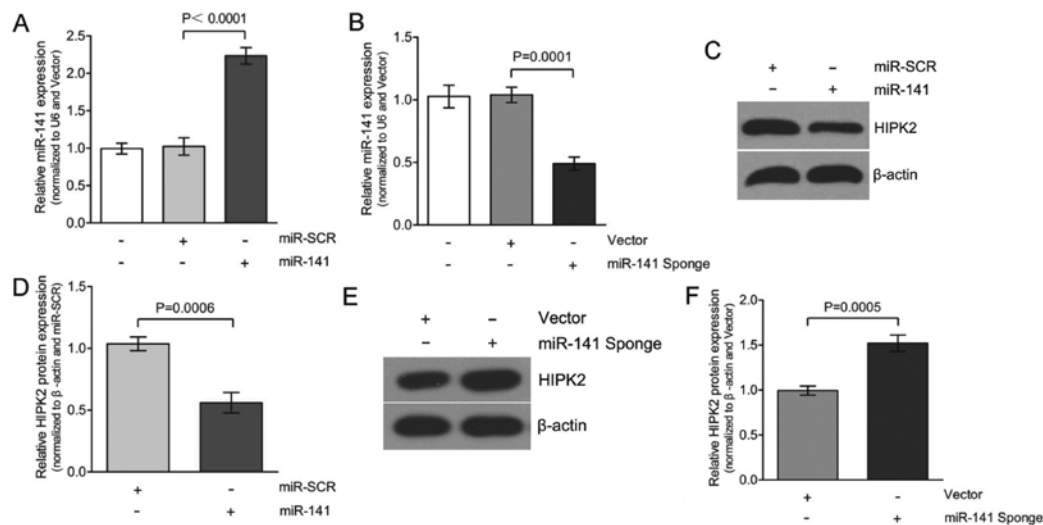 A
P< 0.0001
Relative miR-141 expression
(normalized to U6 and Vector)
2.5
2.0
1.5
1.0
0.5
0.0
- + - miR-SCR
- - + miR-141
B
P=0.0001
Relative miR-141 expression
(normalized to U6 and Vector)
1.5
1.0
0.5
0.0
- + - Vector
- - + miR-141 Sponge
C
+ - miR-SCR
- + miR-141
HIPK2
β-actin
D
P=0.0006
Relative HIPK2 protein expression
(normalized to β -actin and miR-SCR)
1.5
1.0
0.5
0.0
+ - miR-SCR
- + miR-141
E
+ - Vector
- + miR-141 Sponge
HIPK2
β-actin
F
P=0.0005
Relative HIPK2 protein expression
(normalized to β -actin and Vector)
2.0
1.5
1.0
0.5
0.0
+ - Vector
- + miR-141 Sponge